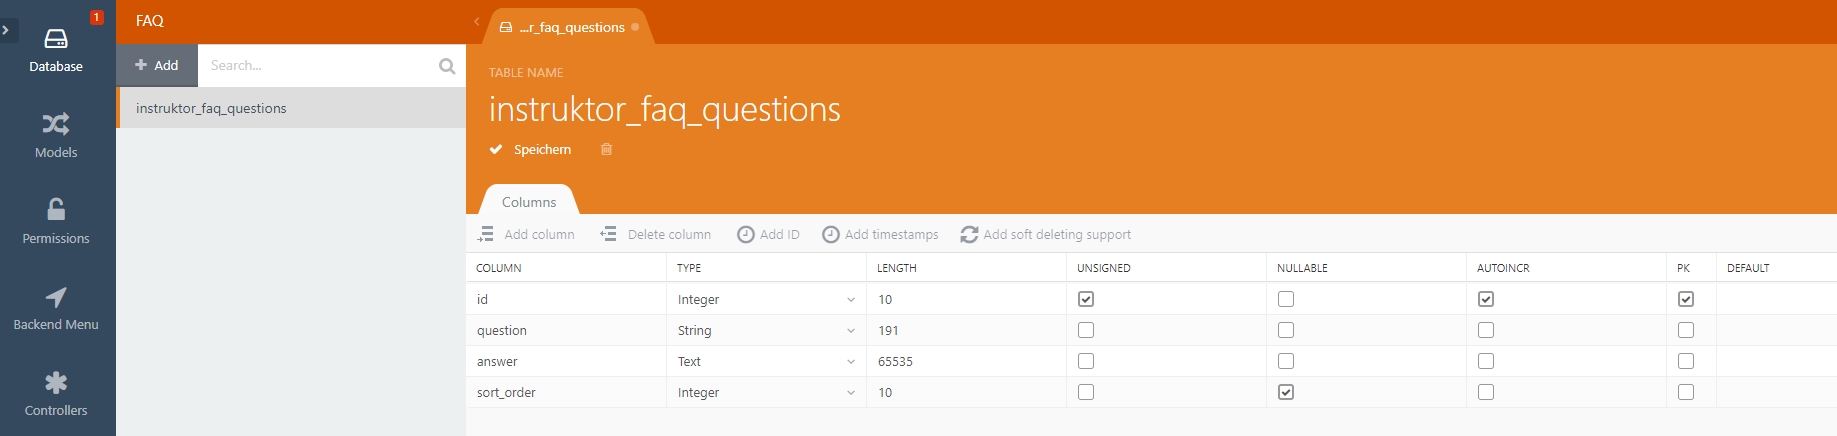 1
Database
Models
Permissions
Backend Menu
Controllers
FAQ
Add Search...
instruktor_faq_questions
...r_faq_questions
TABLE NAME
instruktor_faq_questions
Speichern
Columns
Add column Delete column Add ID Add timestamps Add soft deleting support
COLUMN TYPE LENGTH UNSIGNED NULLABLE AUTOINCR PK DEFAULT
id Integer 10
question String 191
answer Text 65535
sort_order Integer 10